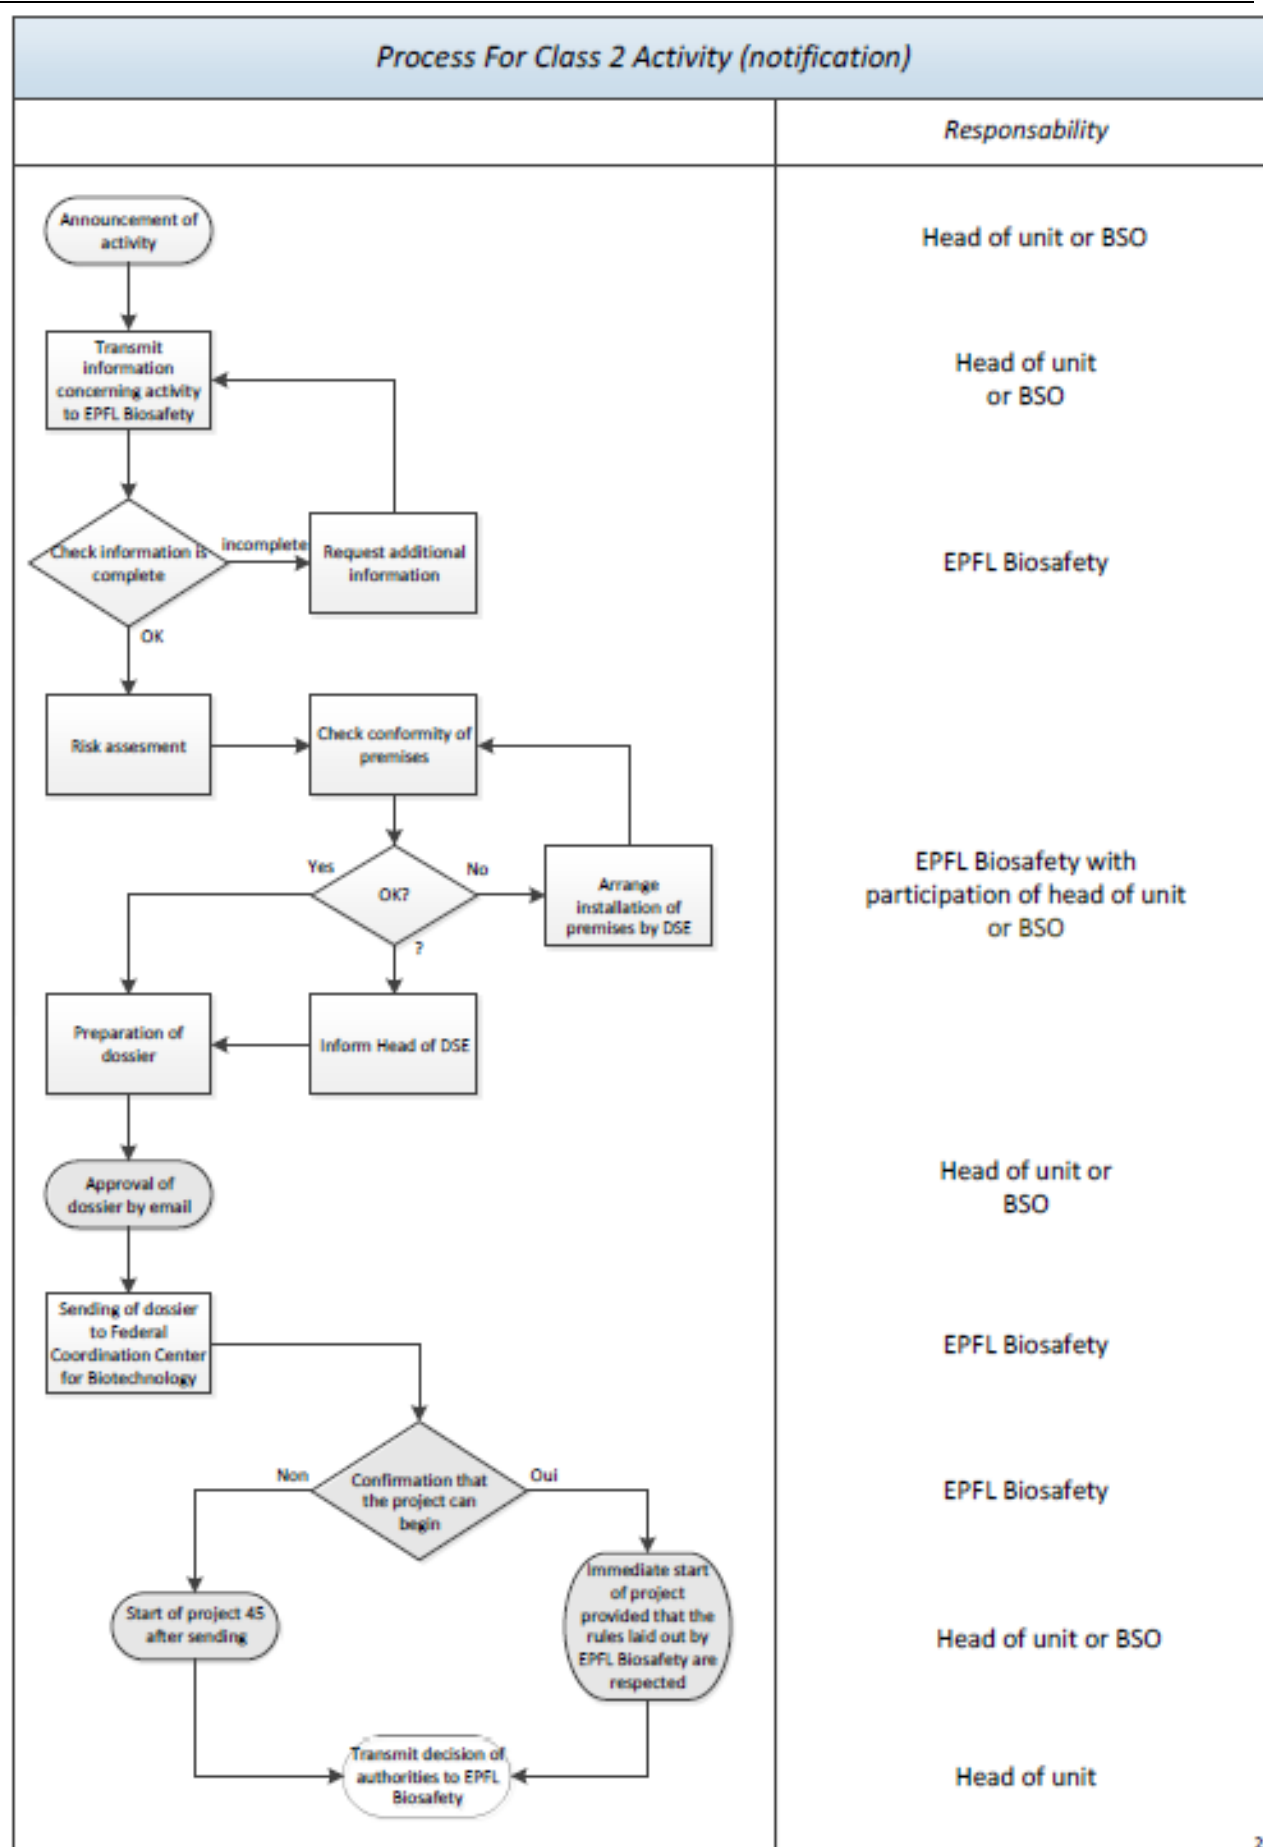 Process For Class 2 Activity (notification)
Responsability
Announcement of
activity
Head of unit or BSO
Transmit
information
concerning activity
to EPFL Biosafety
Head of unit
or BSO
Check information is
complete
incomplete
Request additional
information
EPFL Biosafety
OK
Risk assesment
Check conformity of
premises
Yes
OK?
No
Arrange
installation of
premises by DSE
EPFL Biosafety with
participation of head of unit
or BSO
?
Preparation of
dossier
Inform Head of DSE
Approval of
dossier by email
Head of unit or
BSO
Sending of dossier
to Federal
Coordination Center
for Biotechnology
EPFL Biosafety
Non
Confirmation that
the project can
begin
Oui
EPFL Biosafety
Start of project 45
after sending
Immediate start
of project
provided that the
rules laid out by
EPFL Biosafety are
respected
Head of unit or BSO
Transmit decision of
authorities to EPFL
Biosafety
Head of unit
2